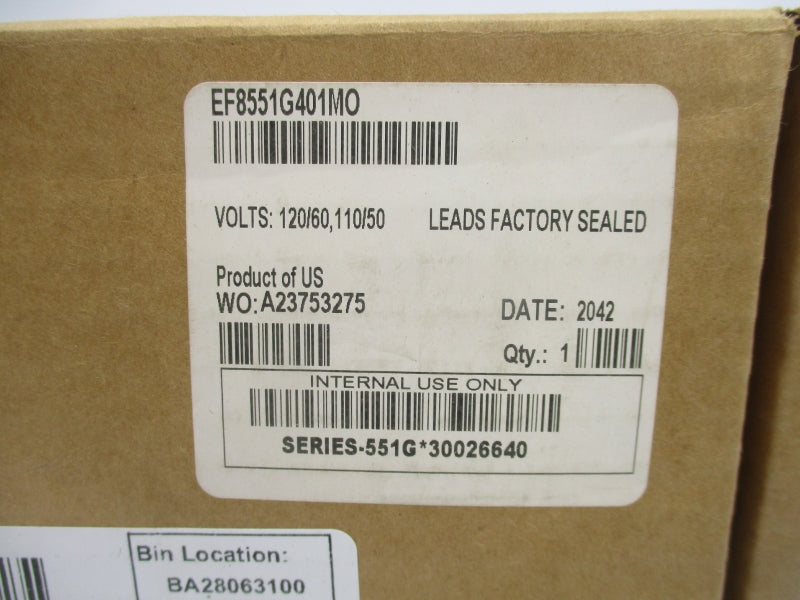 EF8551G401MO
VOLTS: 120/60,110/50 LEADS FACTORY SEALED
Product of US
WO: A23753275
DATE: 2042
Qty.: 1
INTERNAL USE ONLY
SERIES-551G*30026640
Bin Location:
BA28063100